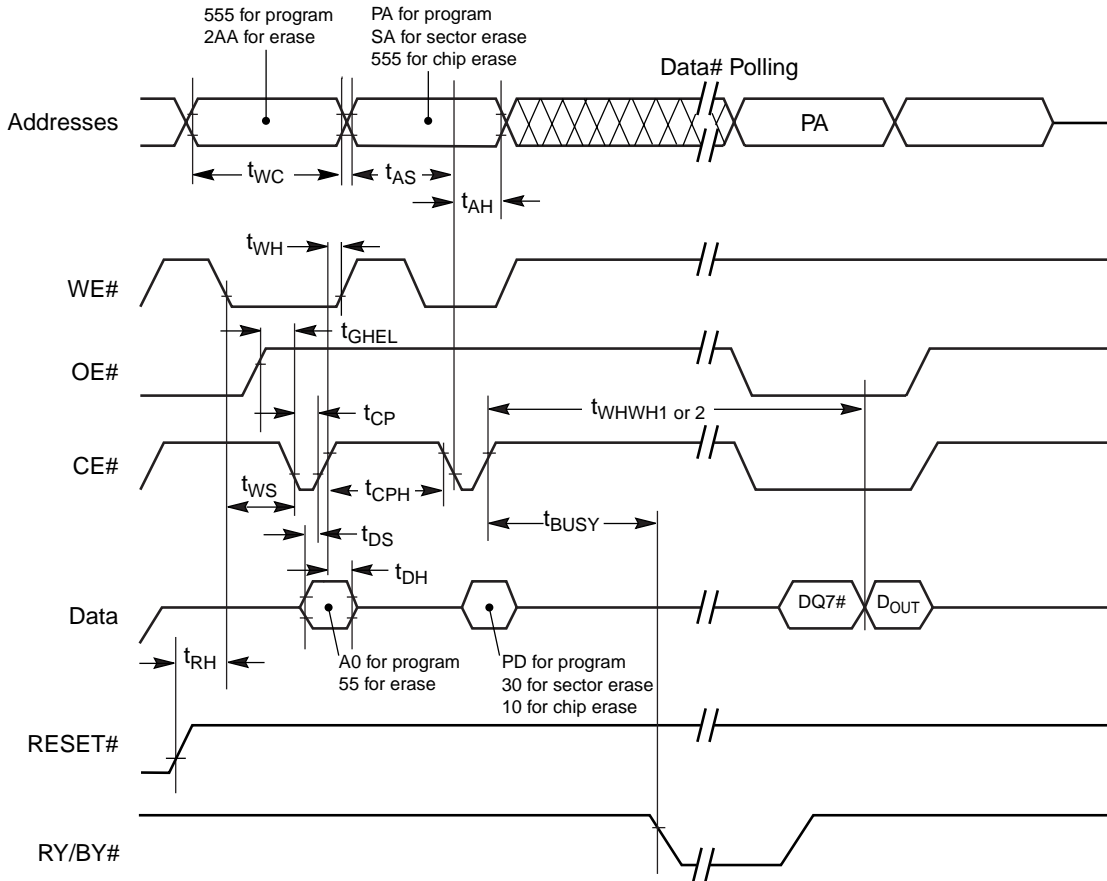 555 for program
2AA for erase
PA for program
SA for sector erase
555 for chip erase
Data# Polling
Addresses
PA
tWC
tAS
tAH
tWH
WE#
tGHEL
OE#
tWHWH1 or 2
tCP
CE#
tWS
tCPH
tBUSY
tDS
tDH
Data
DQ7#
DOUT
tRH
A0 for program
55 for erase
PD for program
30 for sector erase
10 for chip erase
RESET#
RY/BY#